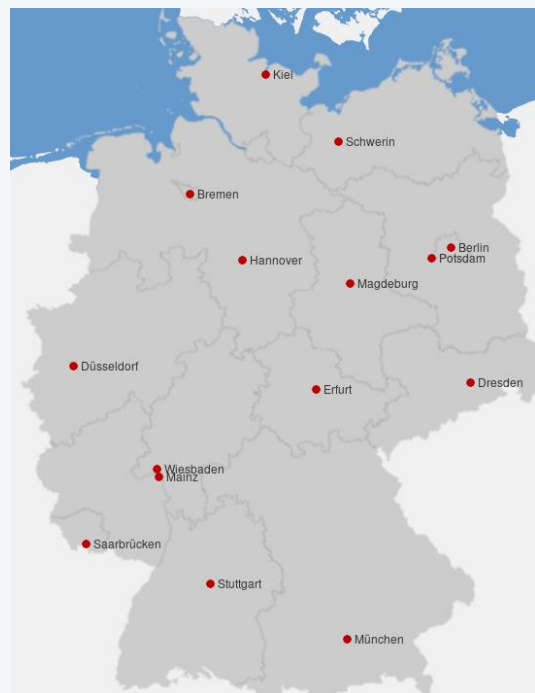 Kiel
Schwerin
Bremen
Berlin
Potsdam
Hannover
Magdeburg
Düsseldorf
Dresden
Erfurt
Wiesbaden
Mainz
Saarbrücken
Stuttgart
München